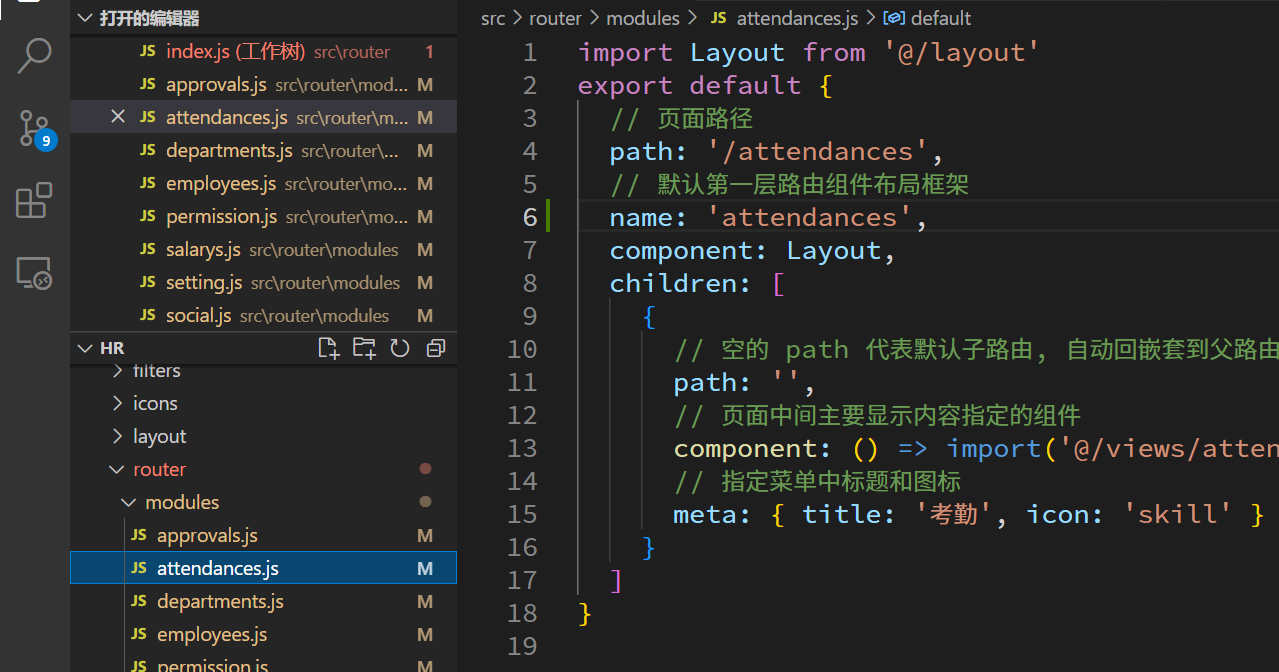 打开的编辑器
JS index.js (工作树) src\router 1
JS approvals.js src\router\mod... M
JS attendances.js src\router\m... M
JS departments.js src\router\... M
JS employees.js src\router\mo... M
JS permission.js src\router\mo... M
JS salarys.js src\router\modules M
JS setting.js src\router\modules M
JS social.js src\router\modules M
9
HR
filters
icons
layout
router
modules
JS approvals.js M
JS attendances.js M
JS departments.js M
JS employees.js M
JS permission.js M
src > router > modules > JS attendances.js > default
1 import Layout from '@/layout'
2 export default {
3 // 页面路径
4 path: '/attendances',
5 // 默认第一层路由组件布局框架
6 name: 'attendances',
7 component: Layout,
8 children: [
9 {
10 // 空的 path 代表默认子路由, 自动回嵌套到父路由
11 path: '',
12 // 页面中间主要显示内容指定的组件
13 component: () => import('@/views/atten
14 // 指定菜单中标题和图标
15 meta: { title: '考勤', icon: 'skill' }
16 }
17 ]
18 }
19